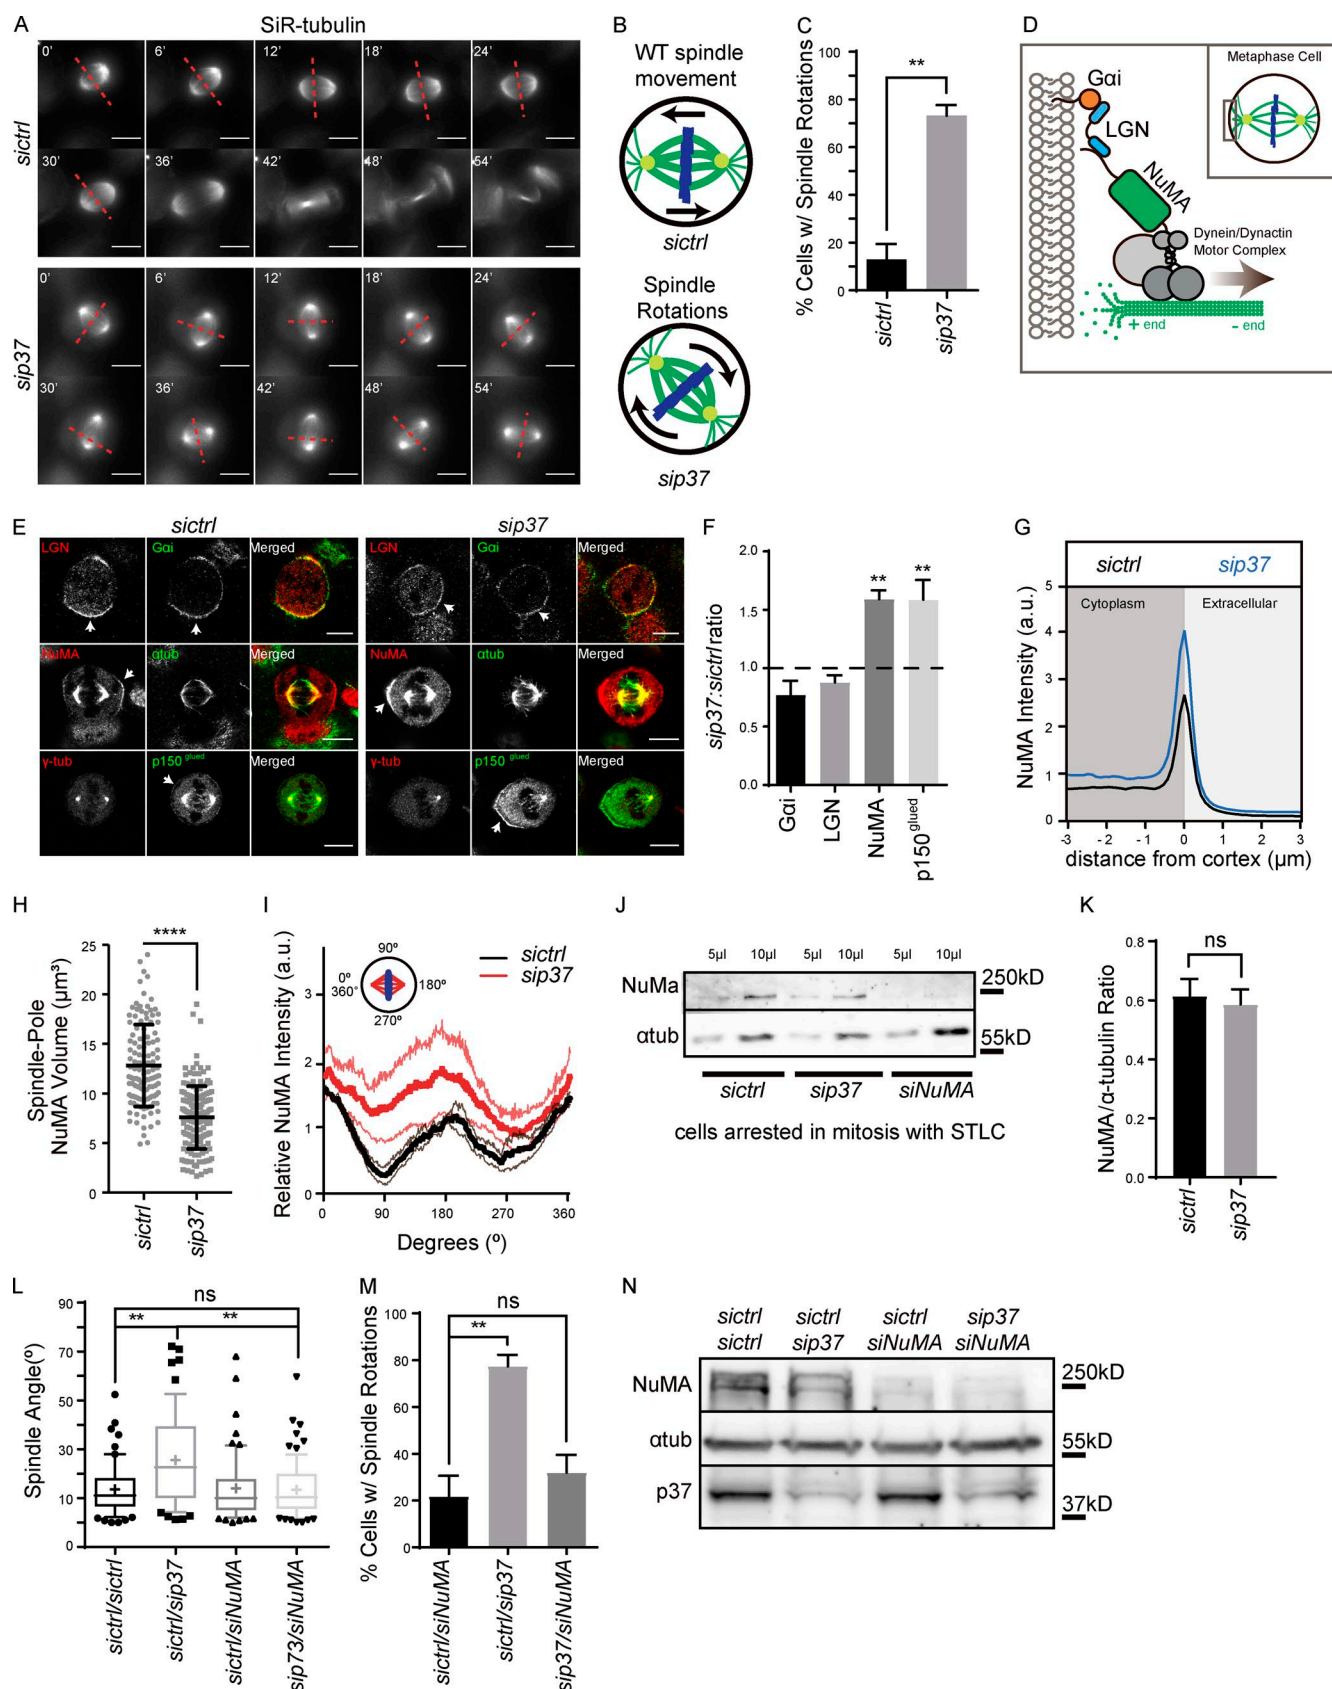 A
SiR-tubulin
sictrl
0' 6' 12' 18' 24'
30' 36' 42' 48' 54'
sip37
0' 6' 12' 18' 24'
30' 36' 42' 48' 54'
B
WT spindle
movement
sictrl
Spindle
Rotations
sip37
C
% Cells w/ Spindle Rotations
100
80
60
40
20
0
**
sictrl
sip37
D
Metaphase Cell
Gαi
LGN
NuMA
Dynein/Dynactin
Motor Complex
+ end
- end
E
sictrl
sip37
LGN Gαi Merged LGN Gαi Merged
NuMA αtub Merged NuMA αtub Merged
γ-tub p150 glued Merged γ-tub p150 glued Merged
F
sip37:sictrl ratio
2.0
1.5
1.0
0.5
0.0
** **
Gαi
LGN
NuMA
p150 glued
G
sictrl sip37
Cytoplasm Extracellular
NuMA Intensity (a.u.)
5
4
3
2
1
0
-3 -2 -1 0 1 2 3
distance from cortex (µm)
H
Spindle-Pole
NuMA Volume (µm³)
25
20
15
10
5
0
****
sictrl
sip37
I
Relative NuMA Intensity (a.u.)
3
2
1
0
90º
0º
360º
180º
270º
sictrl
sip37
0 90 180 270 360
Degrees (º)
J
5µl 10µl 5µl 10µl 5µl 10µl
NuMa
250kD
αtub
55kD
sictrl sip37 siNuMA
cells arrested in mitosis with STLC
K
NuMA/α-tubulin Ratio
0.8
0.6
0.4
0.2
0.0
ns
sictrl
sip37
L
Spindle Angle(º)
90
70
50
30
10
0
ns
** **
sictrl/sictrl
sictrl/sip37
sictrl/siNuMA
sip73/siNuMA
M
% Cells w/ Spindle Rotations
100
80
60
40
20
0
ns
**
sictrl/siNuMA
sictrl/sip37
sip37/siNuMA
N
sictrl sictrl sictrl sip37
sictrl sip37 siNuMA siNuMA
NuMA
250kD
αtub
55kD
p37
37kD